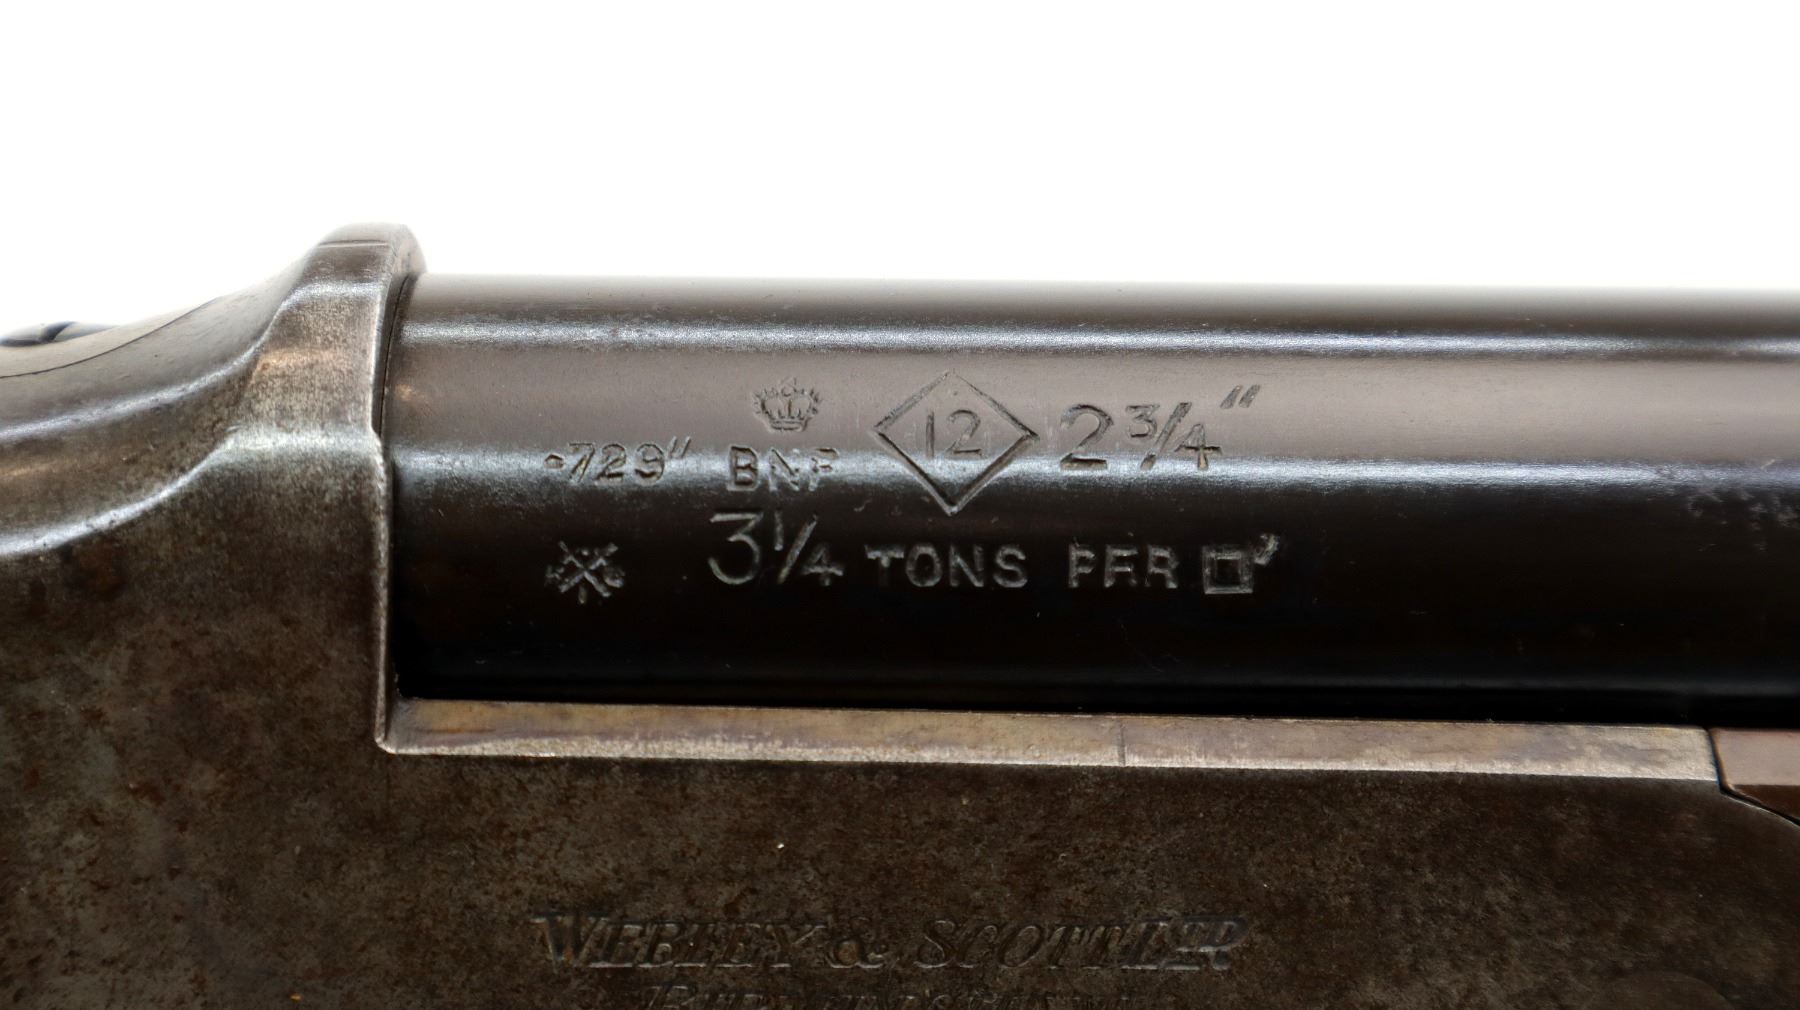 ·729" BNP 12 2¾"
3¼ TONS PER □"
WEBLEY & SCOTT LTD